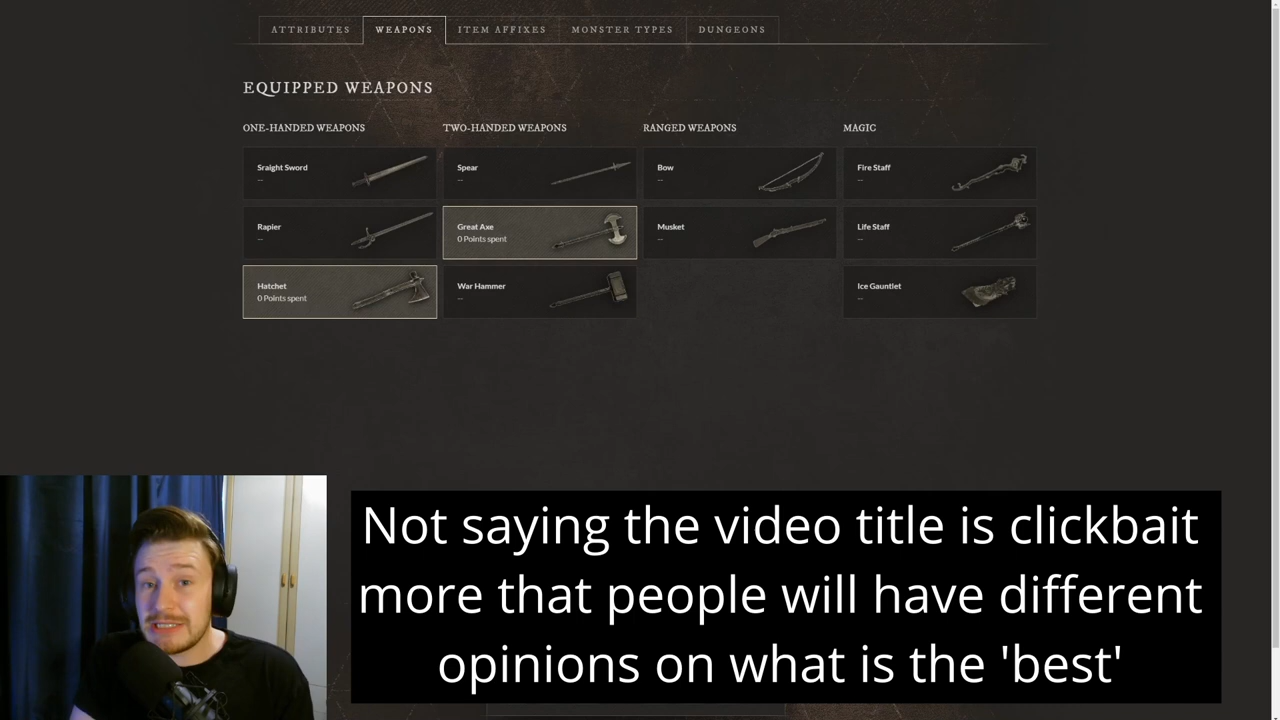 ATTRIBUTES
WEAPONS
ITEM AFFIXES
MONSTER TYPES
DUNGEONS
EQUIPPED WEAPONS
ONE-HANDED WEAPONS
Sraight Sword
--
Rapier
--
Hatchet
0 Points spent
TWO-HANDED WEAPONS
Spear
--
Great Axe
0 Points spent
War Hammer
--
RANGED WEAPONS
Bow
--
Musket
--
MAGIC
Fire Staff
--
Life Staff
--
Ice Gauntlet
--
Not saying the video title is clickbait
more that people will have different
opinions on what is the 'best'